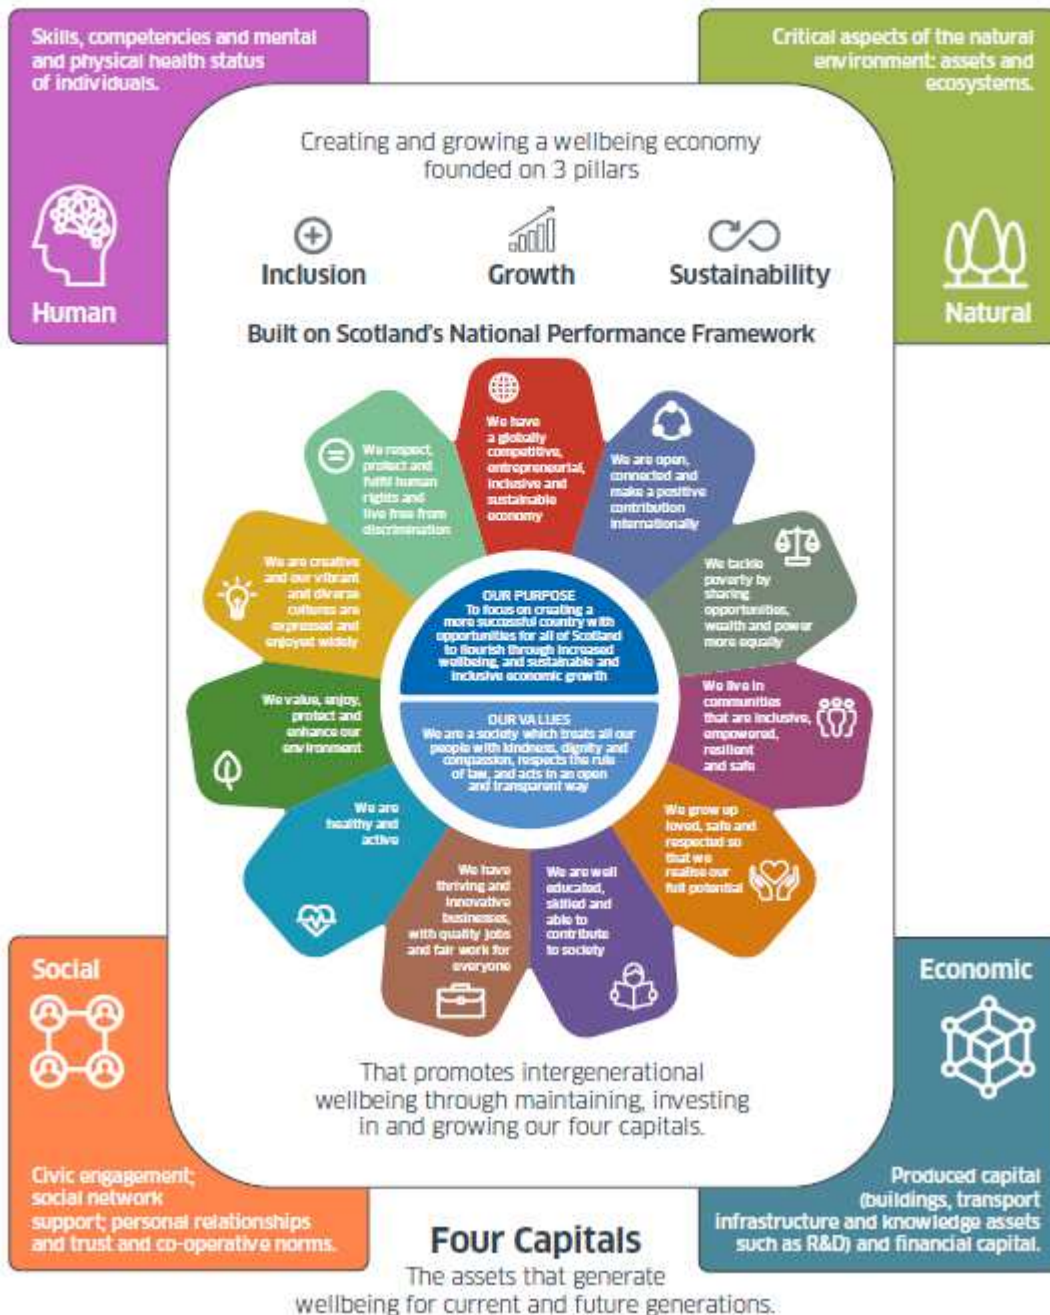 Skills, competencies and mental
and physical health status
of individuals.
Human
Critical aspects of the natural
environment: assets and
ecosystems.
Natural
Creating and growing a wellbeing economy
founded on 3 pillars
Inclusion
Growth
Sustainability
Built on Scotland's National Performance Framework
We have
a globally
competitive,
entrepreneurial,
inclusive and
sustainable
economy
We are open,
connected and
make a positive
contribution
internationally
We tackle
poverty by
sharing
opportunities,
wealth and power
more equally
We live in
communities
that are inclusive,
empowered,
resilient
and safe
We grow up
loved, safe and
respected so
that we
realise our
full potential
We are well
educated,
skilled and
able to
contribute
to society
We have
thriving and
innovative
businesses,
with quality jobs
and fair work for
everyone
We are
healthy and
active
We value, enjoy,
protect and
enhance our
environment
We are creative
and our vibrant
and diverse
cultures are
expressed and
enjoyed widely
We respect,
protect and
fulfil human
rights and
live free from
discrimination
OUR PURPOSE
To focus on creating a
more successful country with
opportunities for all of Scotland
to flourish through increased
wellbeing, and sustainable and
inclusive economic growth
OUR VALUES
We are a society which treats all our
people with kindness, dignity and
compassion, respects the rule
of law, and acts in an open
and transparent way
That promotes intergenerational
wellbeing through maintaining, investing
in and growing our four capitals.
Social
Civic engagement;
social network
support; personal relationships
and trust and co-operative norms.
Economic
Produced capital
(buildings, transport
infrastructure and knowledge assets
such as R&D) and financial capital.
Four Capitals
The assets that generate
wellbeing for current and future generations.